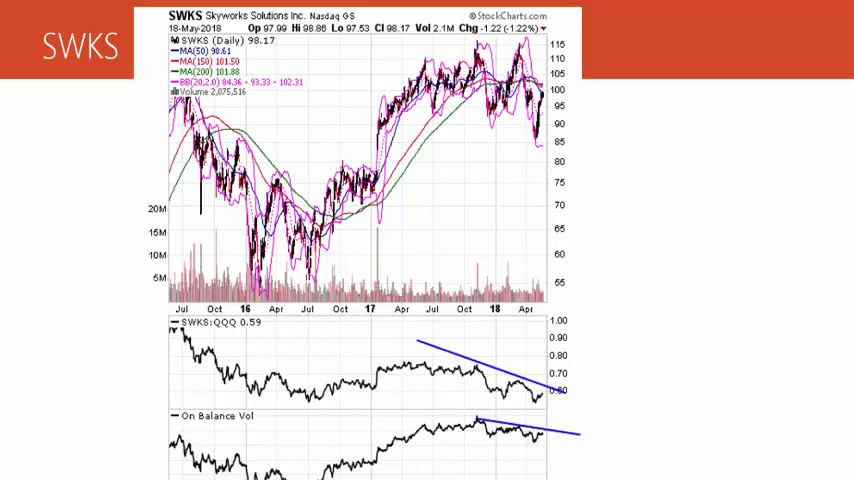 SWKS
SWKS Skyworks Solutions Inc. Nasdaq GS
© StockCharts.com
18-May-2018 Op 97.99 Hi 98.86 Lo 97.53 Cl 98.17 Vol 2.1M Chg -1.22 (-1.22%)
SWKS (Daily) 98.17
MA(50) 98.61
MA(150) 101.50
MA(200) 101.88
BB(20,2.0) 84.36 - 93.33 - 102.31
Volume 2,075,516
115
110
105
100
95
90
85
80
75
70
65
60
55
20M
15M
10M
5M
Jul Oct 16 Apr Jul Oct 17 Apr Jul Oct 18 Apr
SWKS:QQQ 0.59
1.00
0.90
0.80
0.70
0.60
On Balance Vol